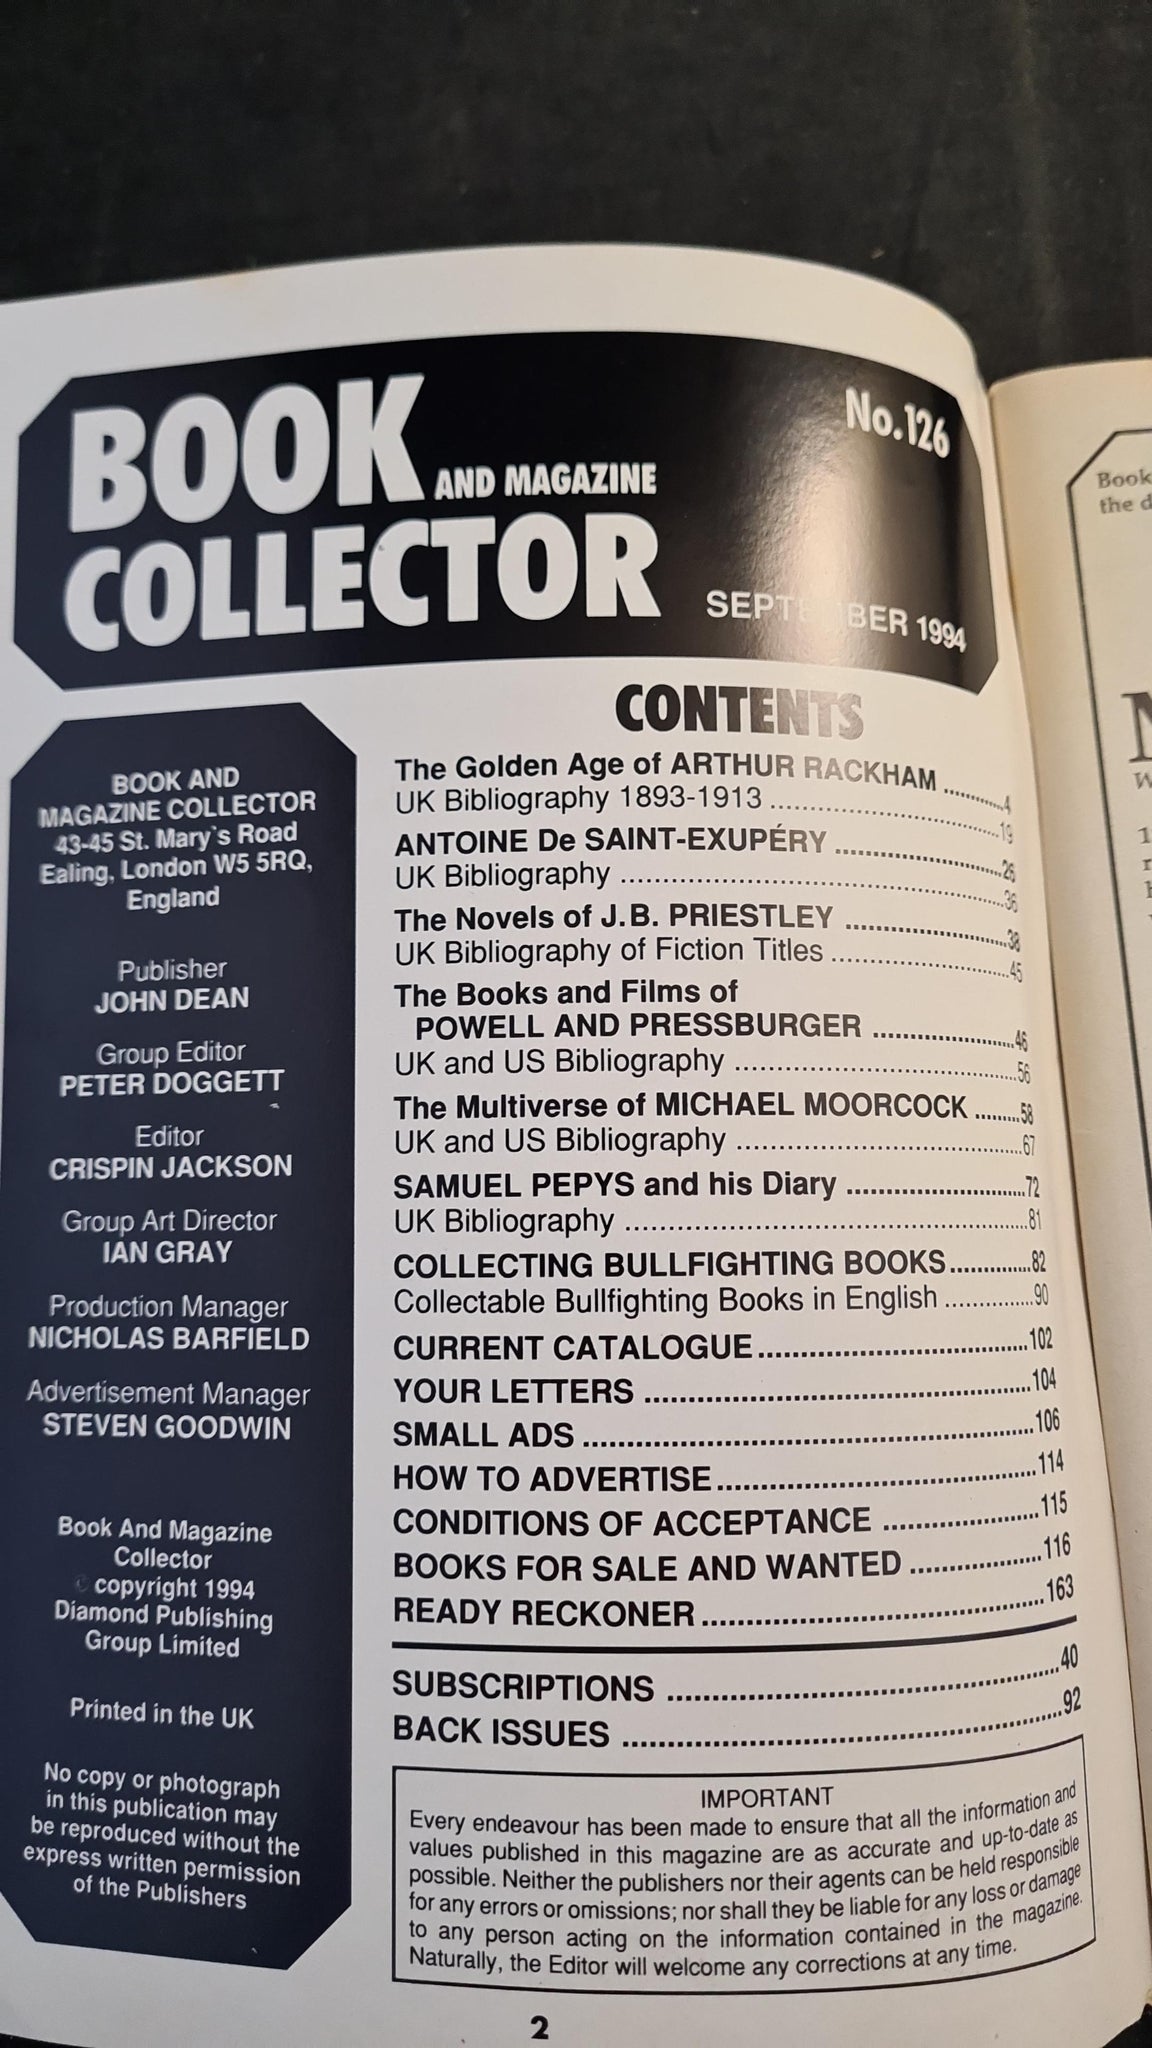 BOOK AND MAGAZINE
COLLECTOR
No.126
SEPTEMBER 1994
BOOK AND
MAGAZINE COLLECTOR
43-45 St. Mary's Road
Ealing, London W5 5RQ,
England
Publisher
JOHN DEAN
Group Editor
PETER DOGGETT
Editor
CRISPIN JACKSON
Group Art Director
IAN GRAY
Production Manager
NICHOLAS BARFIELD
Advertisement Manager
STEVEN GOODWIN
Book And Magazine
Collector
© copyright 1994
Diamond Publishing
Group Limited
Printed in the UK
No copy or photograph
in this publication may
be reproduced without the
express written permission
of the Publishers
CONTENTS
The Golden Age of ARTHUR RACKHAM ...........4
UK Bibliography 1893-1913 ..............................19
ANTOINE De SAINT-EXUPÉRY ........................26
UK Bibliography ................................................36
The Novels of J.B. PRIESTLEY .......................38
UK Bibliography of Fiction Titles .......................45
The Books and Films of
POWELL AND PRESSBURGER ....................46
UK and US Bibliography ...................................56
The Multiverse of MICHAEL MOORCOCK .......58
UK and US Bibliography ...................................67
SAMUEL PEPYS and his Diary ........................72
UK Bibliography ................................................81
COLLECTING BULLFIGHTING BOOKS ............82
Collectable Bullfighting Books in English ............90
CURRENT CATALOGUE ...................................102
YOUR LETTERS ................................................104
SMALL ADS ........................................................106
HOW TO ADVERTISE .........................................114
CONDITIONS OF ACCEPTANCE .....................115
BOOKS FOR SALE AND WANTED .................116
READY RECKONER ..........................................163
SUBSCRIPTIONS ................................................40
BACK ISSUES .....................................................92
IMPORTANT
Every endeavour has been made to ensure that all the information and
values published in this magazine are as accurate and up-to-date as
possible. Neither the publishers nor their agents can be held responsible
for any errors or omissions; nor shall they be liable for any loss or damage
to any person acting on the information contained in the magazine.
Naturally, the Editor will welcome any corrections at any time.
2
Book
the d